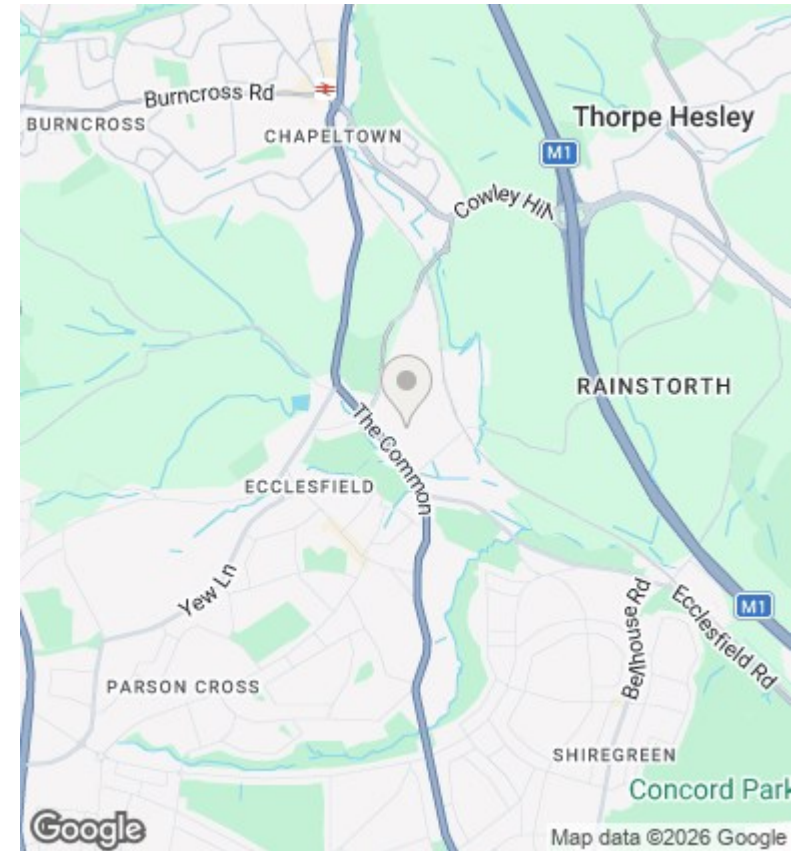 Burncross Rd
BURNCROSS
CHAPELTOWN
Thorpe Hesley
M1
Cowley Hill
RAINSTORTH
The Common
ECCLESFIELD
Yew Ln
Bellhouse Rd
M1
Ecclesfield Rd
PARSON CROSS
SHIREGREEN
Concord Park
Google
Map data ©2026 Google